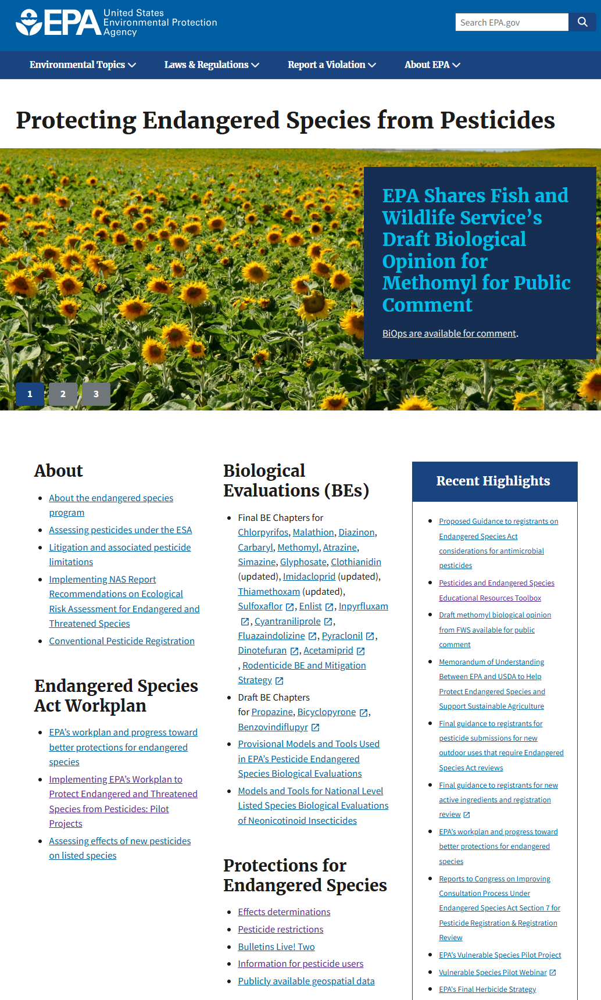 EPA United States
Environmental Protection
Agency
Search EPA.gov
Environmental Topics
Laws & Regulations
Report a Violation
About EPA
Protecting Endangered Species from Pesticides
EPA Shares Fish and
Wildlife Service's
Draft Biological
Opinion for
Methomyl for Public
Comment
BiOps are available for comment.
1
2
3
About
About the endangered species
program
Assessing pesticides under the ESA
Litigation and associated pesticide
limitations
Implementing NAS Report
Recommendations on Ecological
Risk Assessment for Endangered and
Threatened Species
Conventional Pesticide Registration
Endangered Species
Act Workplan
EPA's workplan and progress toward
better protections for endangered
species
Implementing EPA's Workplan to
Protect Endangered and Threatened
Species from Pesticides: Pilot
Projects
Assessing effects of new pesticides
on listed species
Biological
Evaluations (BEs)
Final BE Chapters for
Chlorpyrifos, Malathion, Diazinon,
Carbaryl, Methomyl, Atrazine,
Simazine, Glyphosate, Clothianidin
(updated), Imidacloprid (updated),
Thiamethoxam (updated),
Sulfoxaflor, Enlist, Inpyrfluxam
, Cyantraniliprole,
Fluazaindolizine, Pyraclonil,
Dinotefuran, Acetamiprid
, Rodenticide BE and Mitigation
Strategy
Draft BE Chapters
for Propazine, Bicyclopyrone,
Benzovindiflupyr
Provisional Models and Tools Used
in EPA's Pesticide Endangered
Species Biological Evaluations
Models and Tools for National Level
Listed Species Biological Evaluations
of Neonicotinoid Insecticides
Protections for
Endangered Species
Effects determinations
Pesticide restrictions
Bulletins Live! Two
Information for pesticide users
Publicly available geospatial data
Recent Highlights
Proposed Guidance to registrants on
Endangered Species Act
considerations for antimicrobial
pesticides
Pesticides and Endangered Species
Educational Resources Toolbox
Draft methomyl biological opinion
from FWS available for public
comment
Memorandum of Understanding
Between EPA and USDA to Help
Protect Endangered Species and
Support Sustainable Agriculture
Final guidance to registrants for
pesticide submissions for new
outdoor uses that require Endangered
Species Act reviews
Final guidance to registrants for new
active ingredients and registration
review
EPA's workplan and progress toward
better protections for endangered
species
Reports to Congress on Improving
Consultation Process Under
Endangered Species Act Section 7 for
Pesticide Registration & Registration
Review
EPA's Vulnerable Species Pilot Project
Vulnerable Species Pilot Webinar
EPA's Final Herbicide Strategy